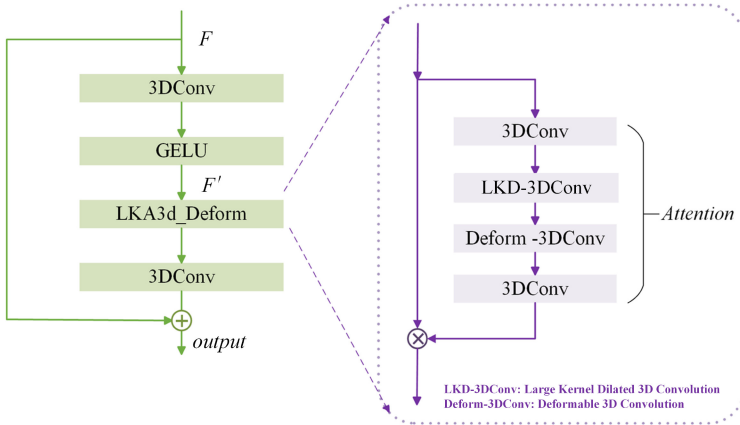 F
3DConv
GELU
F′
LKA3d_Deform
3DConv
output
3DConv
LKD-3DConv
Deform -3DConv
3DConv
Attention
LKD-3DConv: Large Kernel Dilated 3D Convolution
Deform-3DConv: Deformable 3D Convolution